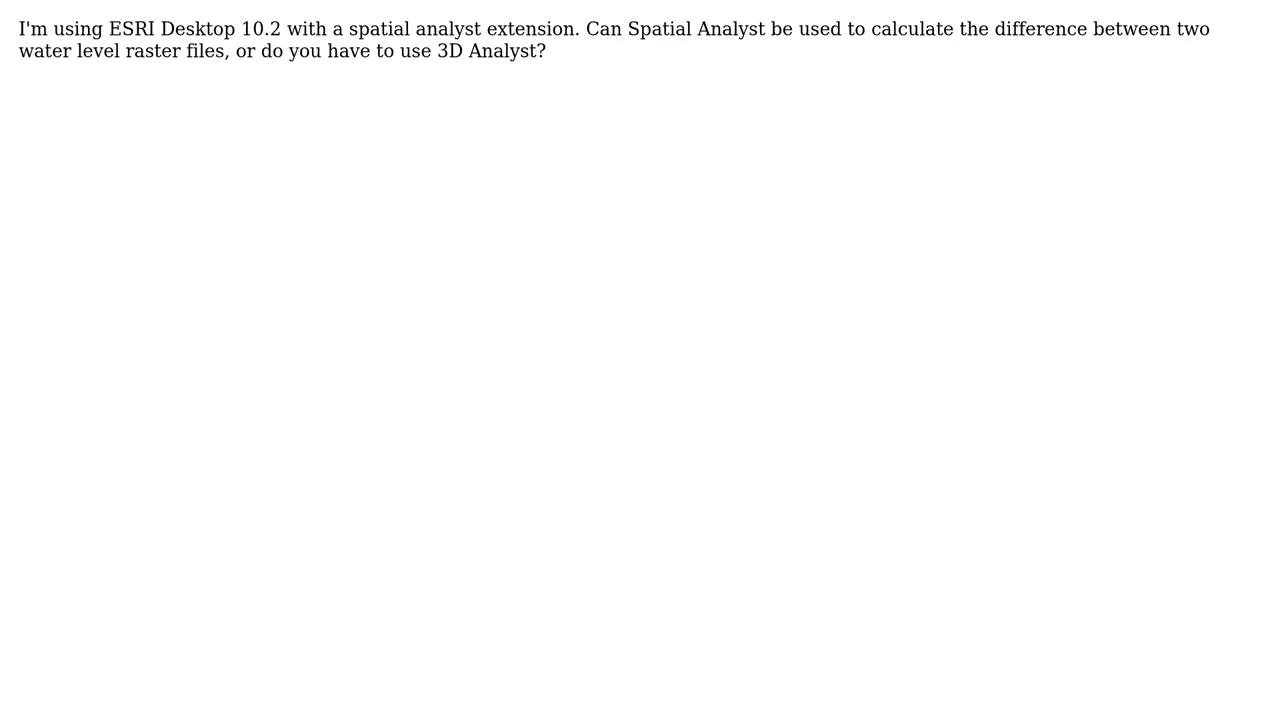 I'm using ESRI Desktop 10.2 with a spatial analyst extension. Can Spatial Analyst be used to calculate the difference between two
water level raster files, or do you have to use 3D Analyst?